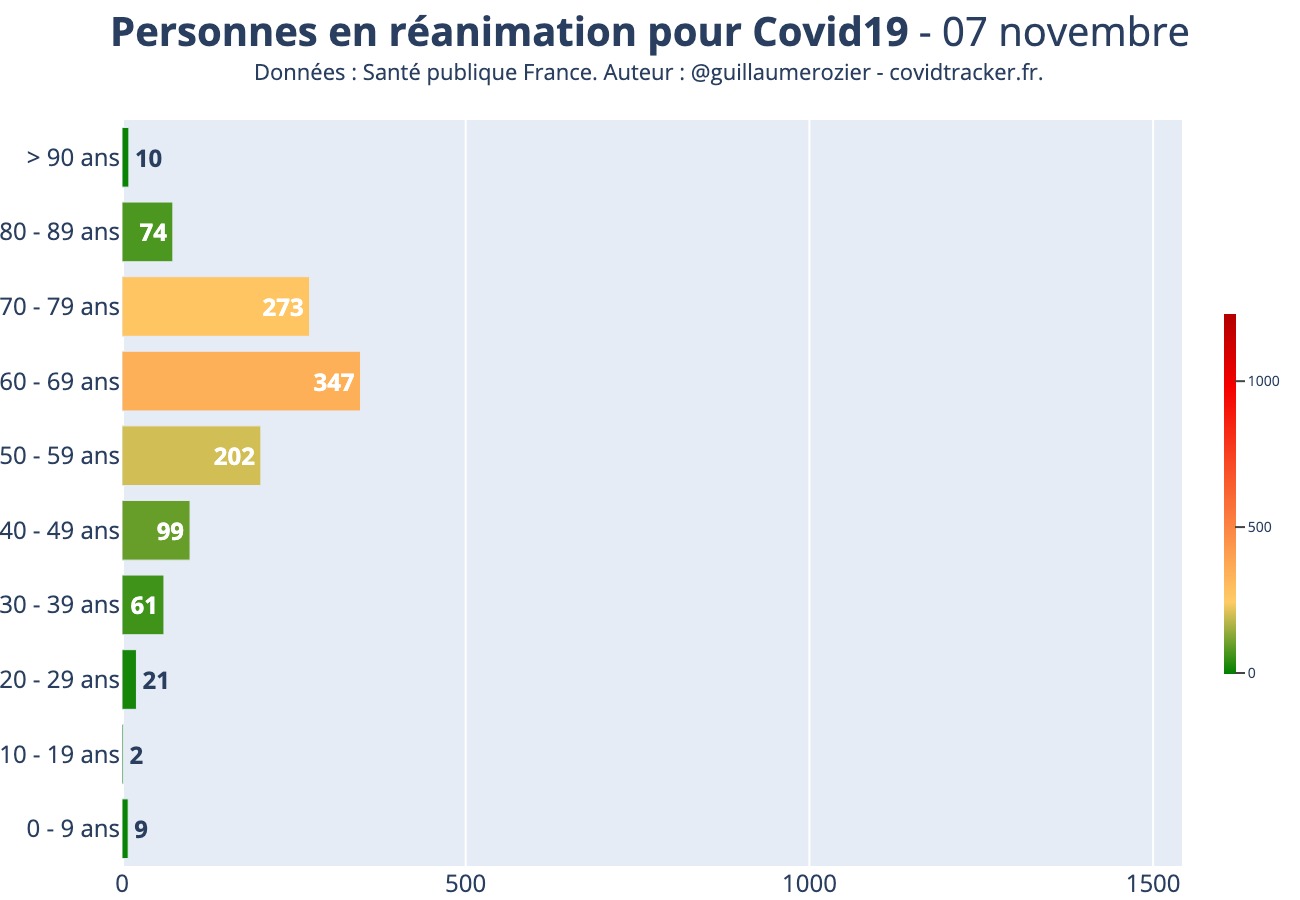 Personnes en réanimation pour Covid19 - 07 novembre
Données : Santé publique France. Auteur : @guillaumerozier - covidtracker.fr.
> 90 ans 10
80 - 89 ans 74
70 - 79 ans 273
60 - 69 ans 347
50 - 59 ans 202
40 - 49 ans 99
30 - 39 ans 61
20 - 29 ans 21
10 - 19 ans 2
0 - 9 ans 9
0 500 1000 1500
1000
500
0